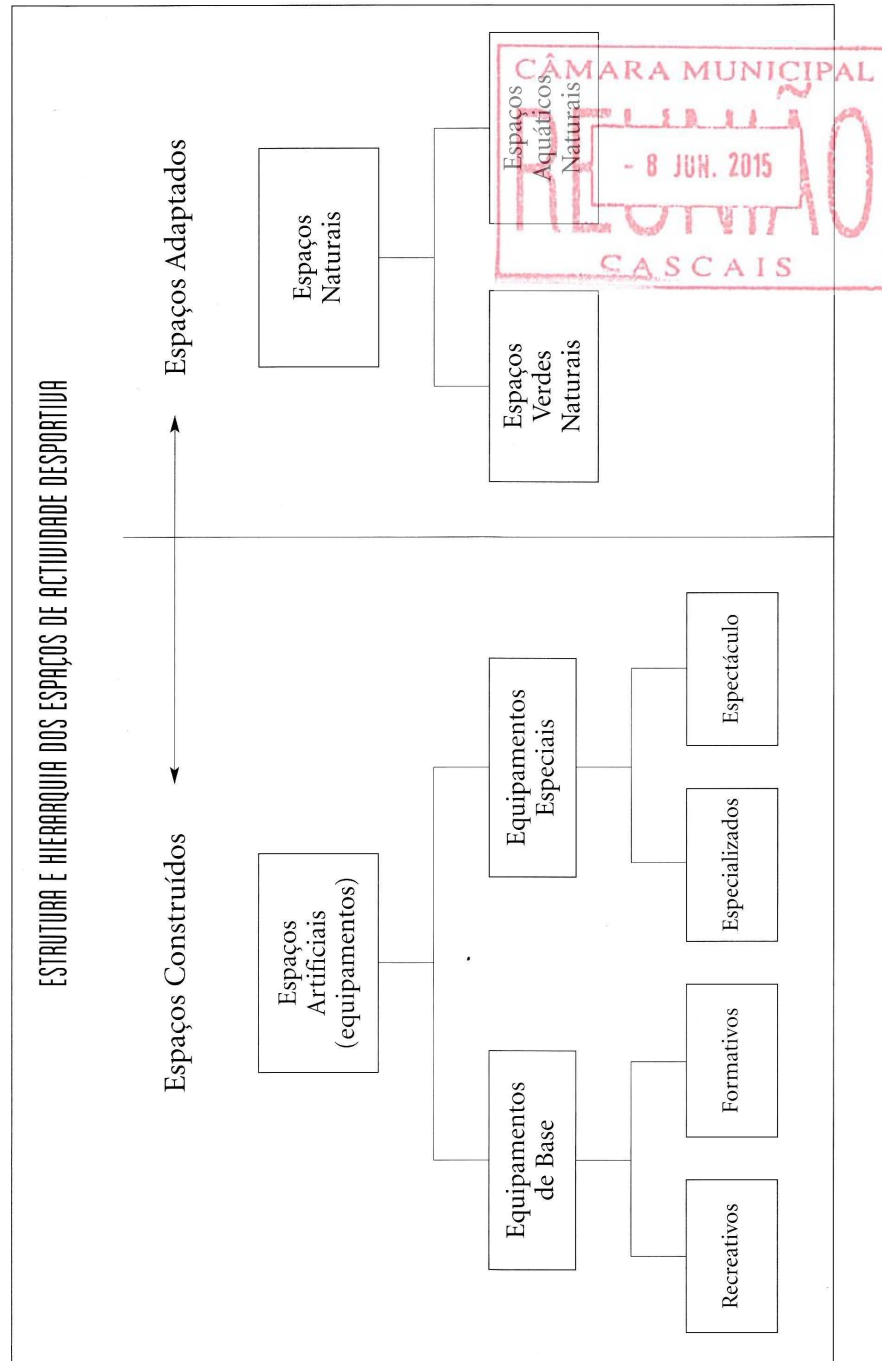 ESTRUTURA E HIERARQUIA DOS ESPAÇOS DE ACTIVIDADE DESPORTIVA
Espaços Construídos
Espaços Adaptados
Espaços
Artificiais
(equipamentos)
Espaços
Naturais
Equipamentos
de Base
Equipamentos
Especiais
Espaços
Verdes
Naturais
Espaços
Aquáticos
Naturais
Recreativos
Formativos
Especializados
Espectáculo
CÂMARA MUNICIPAL
REUNIÃO
- 8 JUN. 2015
CASCAIS